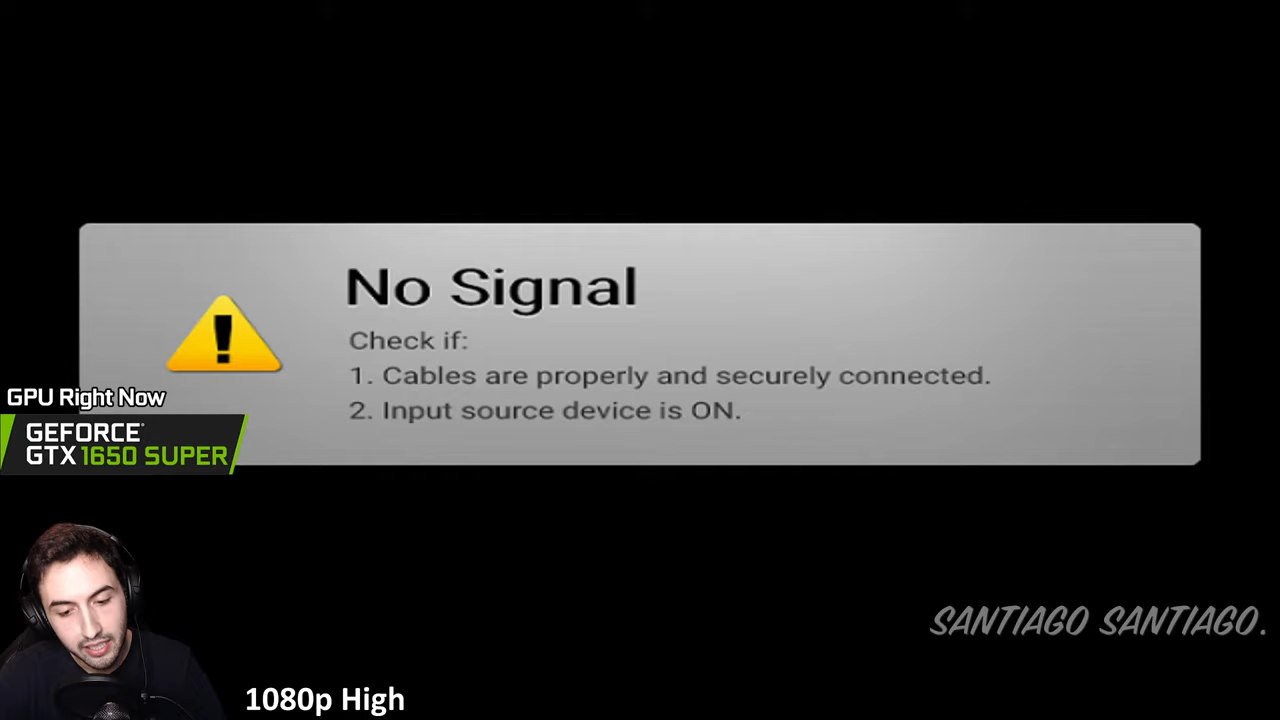 No Signal
Check if:
1. Cables are properly and securely connected.
2. Input source device is ON.
GPU Right Now
GEFORCE
GTX 1650 SUPER
SANTIAGO SANTIAGO.
1080p High